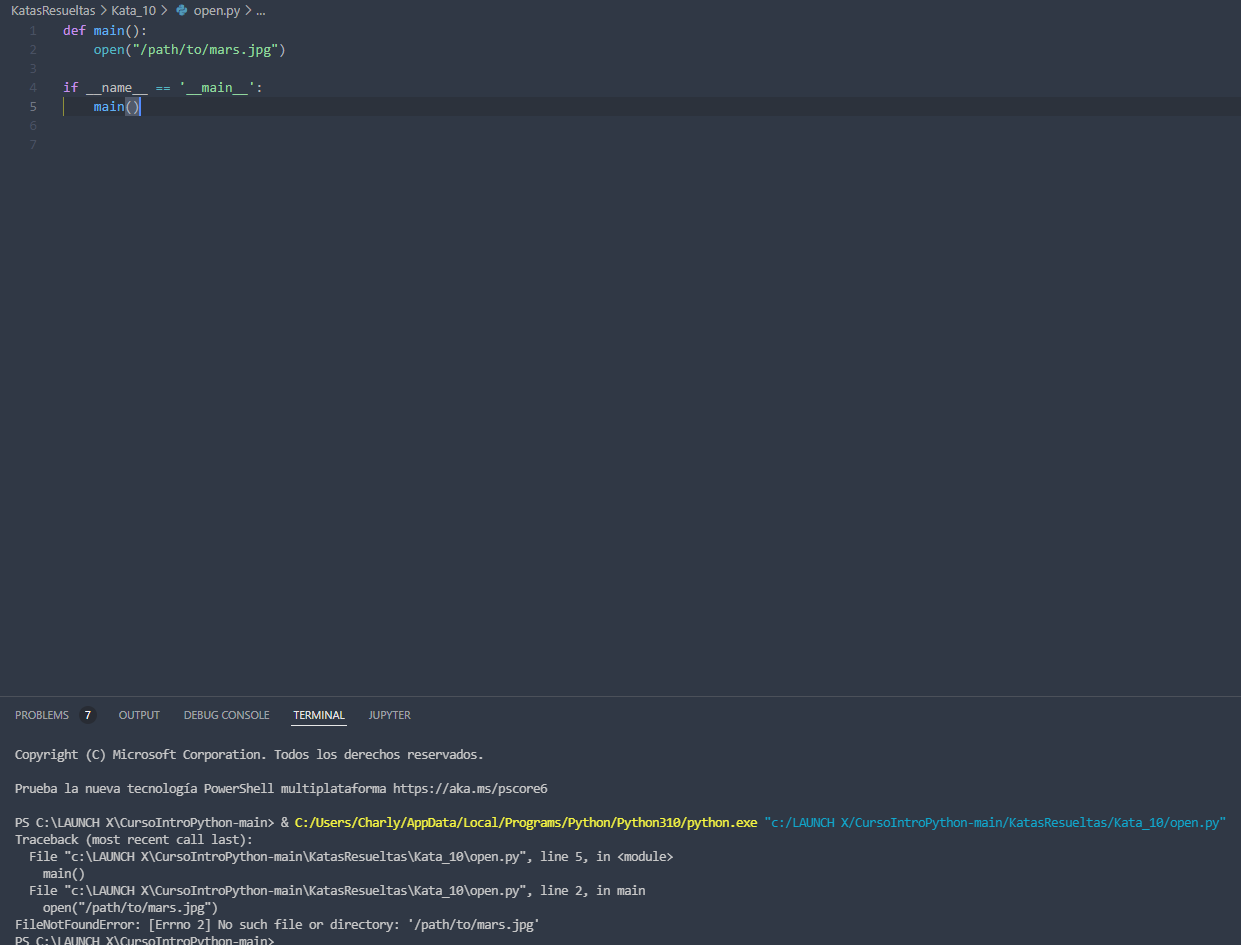 KatasResueltas > Kata_10 > open.py > ...
1 def main():
2     open("/path/to/mars.jpg")
3
4 if __name__ == '__main__':
5     main()
6
7
PROBLEMS 7 OUTPUT DEBUG CONSOLE TERMINAL JUPYTER
Copyright (C) Microsoft Corporation. Todos los derechos reservados.
Prueba la nueva tecnología PowerShell multiplataforma https://aka.ms/pscore6
PS C:\LAUNCH X\CursoIntroPython-main> & C:/Users/Charly/AppData/Local/Programs/Python/Python310/python.exe "c:/LAUNCH X/CursoIntroPython-main/KatasResueltas/Kata_10/open.py"
Traceback (most recent call last):
  File "c:\LAUNCH X\CursoIntroPython-main\KatasResueltas\Kata_10\open.py", line 5, in <module>
    main()
  File "c:\LAUNCH X\CursoIntroPython-main\KatasResueltas\Kata_10\open.py", line 2, in main
    open("/path/to/mars.jpg")
FileNotFoundError: [Errno 2] No such file or directory: '/path/to/mars.jpg'
PS C:\LAUNCH X\CursoIntroPython-main>